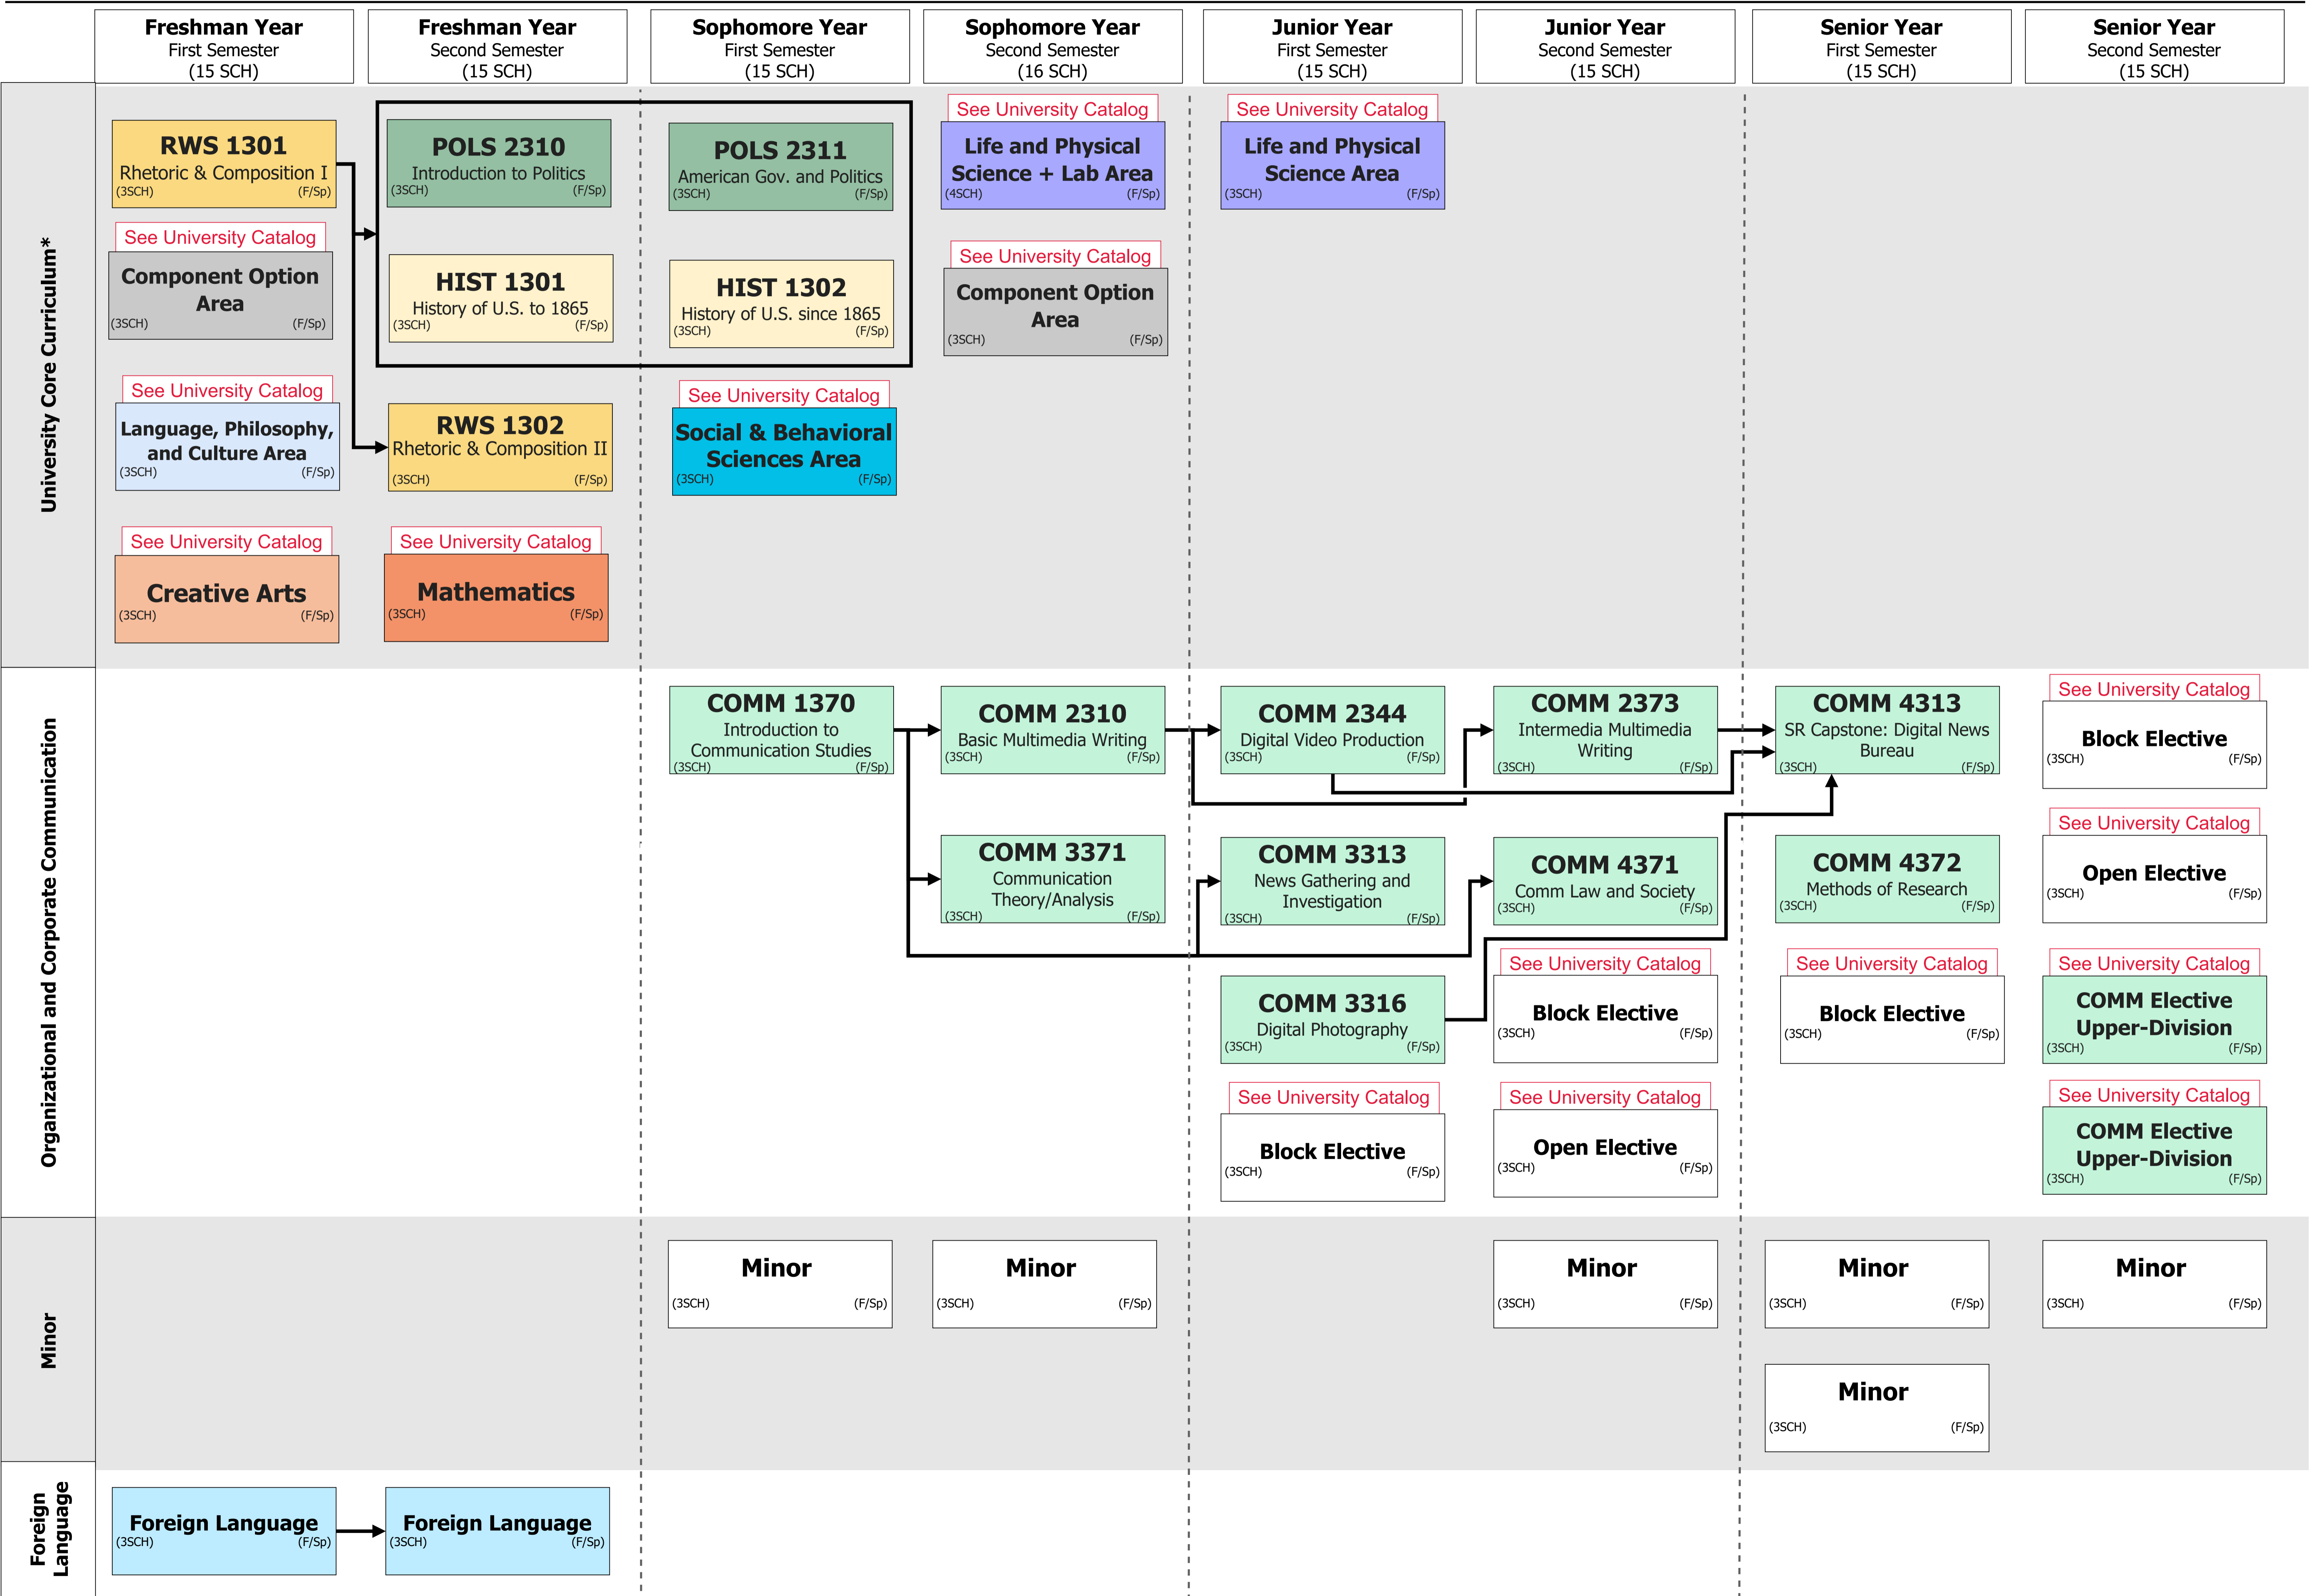 Freshman Year
First Semester
(15 SCH)
Freshman Year
Second Semester
(15 SCH)
Sophomore Year
First Semester
(15 SCH)
Sophomore Year
Second Semester
(16 SCH)
Junior Year
First Semester
(15 SCH)
Junior Year
Second Semester
(15 SCH)
Senior Year
First Semester
(15 SCH)
Senior Year
Second Semester
(15 SCH)
University Core Curriculum*
RWS 1301
Rhetoric & Composition I
(3SCH) (F/Sp)
See University Catalog
Component Option
Area
(3SCH) (F/Sp)
See University Catalog
Language, Philosophy,
and Culture Area
(3SCH) (F/Sp)
See University Catalog
Creative Arts
(3SCH) (F/Sp)
POLS 2310
Introduction to Politics
(3SCH) (F/Sp)
HIST 1301
History of U.S. to 1865
(3SCH) (F/Sp)
RWS 1302
Rhetoric & Composition II
(3SCH) (F/Sp)
See University Catalog
Mathematics
(3SCH) (F/Sp)
POLS 2311
American Gov. and Politics
(3SCH) (F/Sp)
HIST 1302
History of U.S. since 1865
(3SCH) (F/Sp)
See University Catalog
Social & Behavioral
Sciences Area
(3SCH) (F/Sp)
See University Catalog
Life and Physical
Science + Lab Area
(4SCH) (F/Sp)
See University Catalog
Component Option
Area
(3SCH) (F/Sp)
See University Catalog
Life and Physical
Science Area
(3SCH) (F/Sp)
Organizational and Corporate Communication
COMM 1370
Introduction to
Communication Studies
(3SCH) (F/Sp)
COMM 2310
Basic Multimedia Writing
(3SCH) (F/Sp)
COMM 3371
Communication
Theory/Analysis
(3SCH) (F/Sp)
COMM 2344
Digital Video Production
(3SCH) (F/Sp)
COMM 3313
News Gathering and
Investigation
(3SCH) (F/Sp)
COMM 3316
Digital Photography
(3SCH) (F/Sp)
See University Catalog
Block Elective
(3SCH) (F/Sp)
COMM 2373
Intermedia Multimedia
Writing
(3SCH) (F/Sp)
COMM 4371
Comm Law and Society
(3SCH) (F/Sp)
See University Catalog
Block Elective
(3SCH) (F/Sp)
See University Catalog
Open Elective
(3SCH) (F/Sp)
COMM 4313
SR Capstone: Digital News
Bureau
(3SCH) (F/Sp)
COMM 4372
Methods of Research
(3SCH) (F/Sp)
See University Catalog
Block Elective
(3SCH) (F/Sp)
See University Catalog
Block Elective
(3SCH) (F/Sp)
See University Catalog
Open Elective
(3SCH) (F/Sp)
See University Catalog
COMM Elective
Upper-Division
(3SCH) (F/Sp)
See University Catalog
COMM Elective
Upper-Division
(3SCH) (F/Sp)
Minor
Minor
(3SCH) (F/Sp)
Minor
(3SCH) (F/Sp)
Minor
(3SCH) (F/Sp)
Minor
(3SCH) (F/Sp)
Minor
(3SCH) (F/Sp)
Minor
(3SCH) (F/Sp)
Foreign
Language
Foreign Language
(3SCH) (F/Sp)
Foreign Language
(3SCH) (F/Sp)